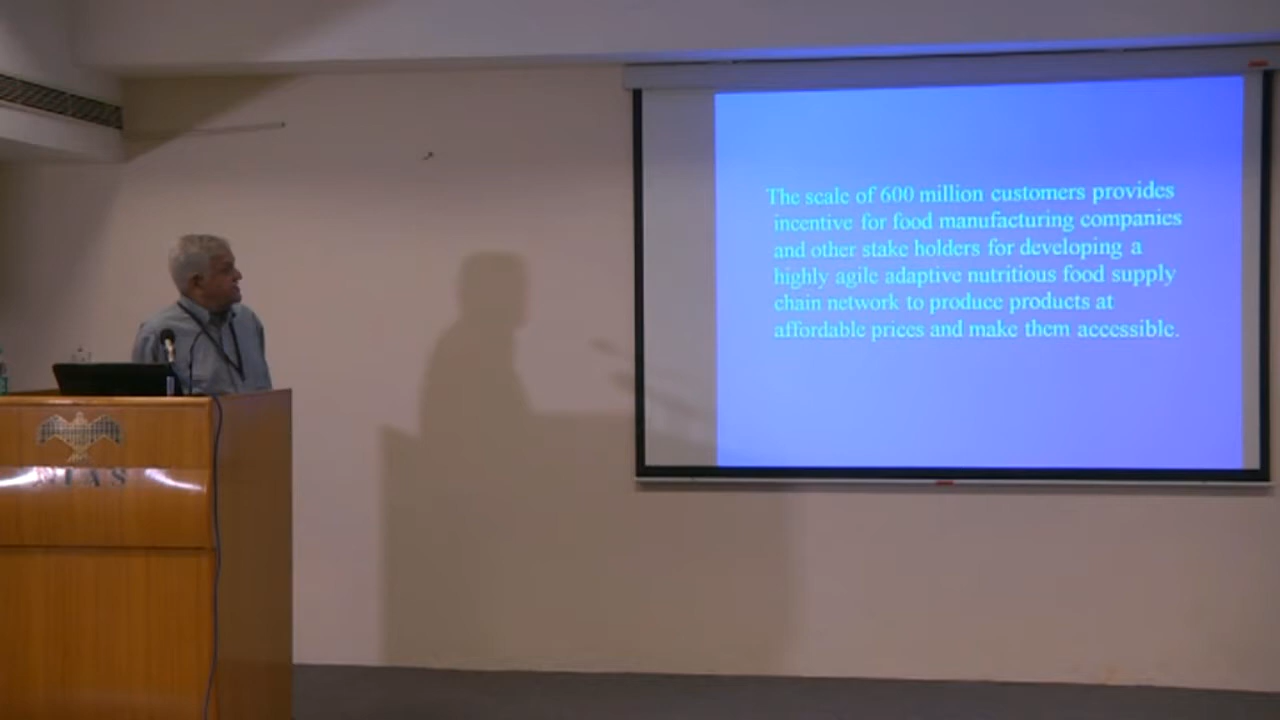 The scale of 600 million customers provides
incentive for food manufacturing companies
and other stake holders for developing a
highly agile adaptive nutritious food supply
chain network to produce products at
affordable prices and make them accessible.
NIAS